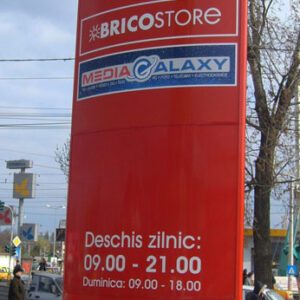 BRICOSTORE
MEDIA GALAXY
Deschis zilnic:
09.00 - 21.00
Duminica: 09.00 - 18.00